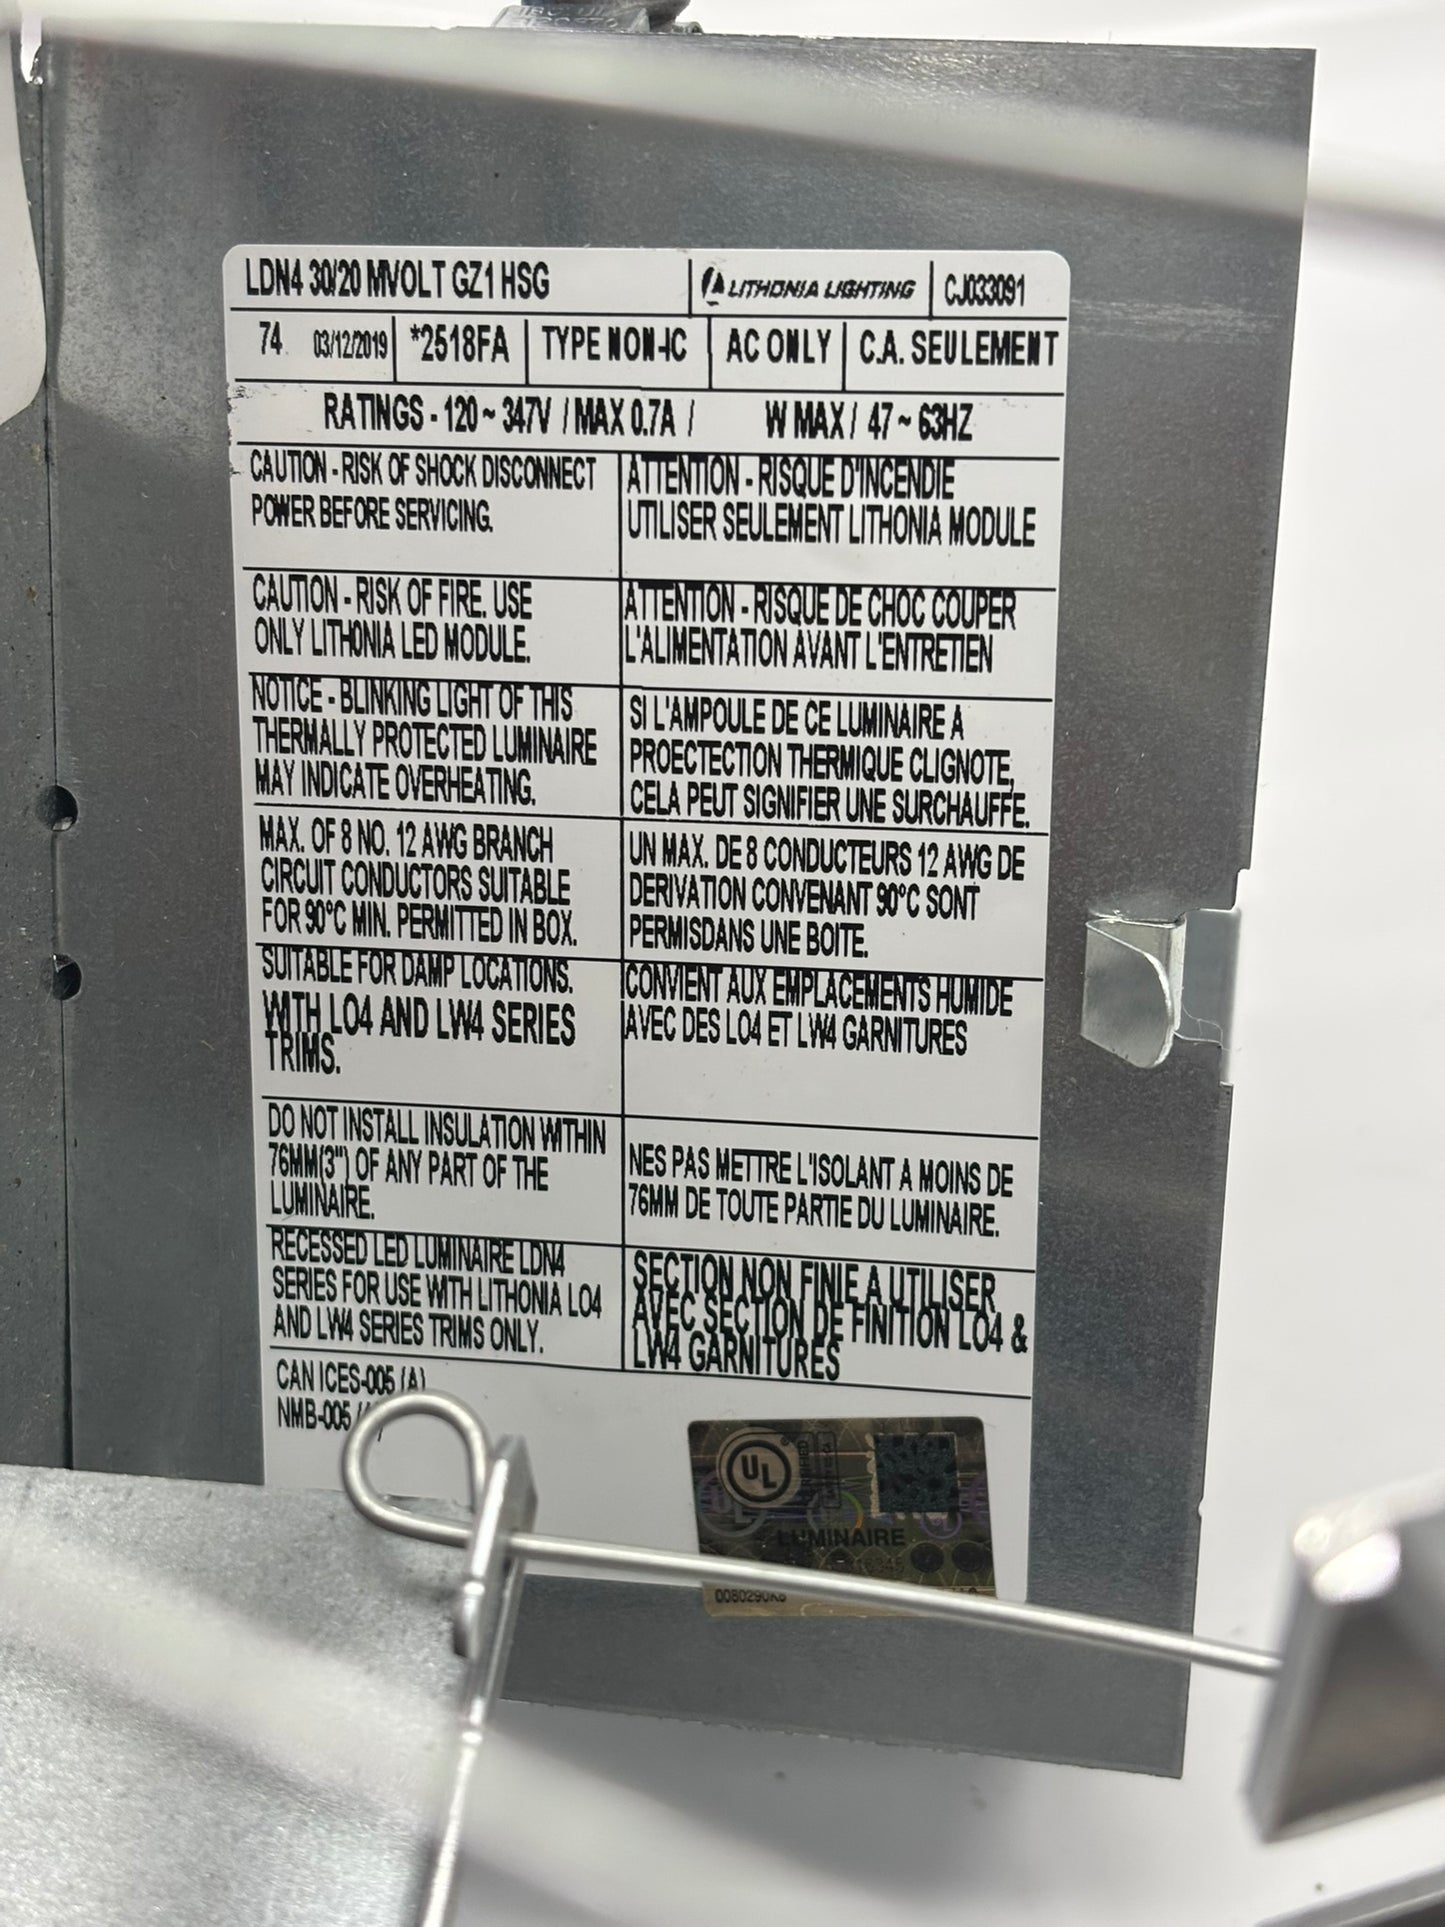 LDN4 30/20 MVOLT GZ1 HSG
LITHONIA LIGHTING
CJ033091
74 03/12/2019
*2518FA
TYPE NON-IC
AC ONLY
C.A. SEULEMENT
RATINGS - 120 ~ 347V / MAX 0.7A / W MAX / 47 ~ 63HZ
CAUTION - RISK OF SHOCK DISCONNECT
POWER BEFORE SERVICING.
ATTENTION - RISQUE D'INCENDIE
UTILISER SEULEMENT LITHONIA MODULE
CAUTION - RISK OF FIRE. USE
ONLY LITHONIA LED MODULE.
ATTENTION - RISQUE DE CHOC COUPER
L'ALIMENTATION AVANT L'ENTRETIEN
NOTICE - BLINKING LIGHT OF THIS
THERMALLY PROTECTED LUMINAIRE
MAY INDICATE OVERHEATING.
SI L'AMPOULE DE CE LUMINAIRE A
PROECTECTION THERMIQUE CLIGNOTE,
CELA PEUT SIGNIFIER UNE SURCHAUFFE.
MAX. OF 8 NO. 12 AWG BRANCH
CIRCUIT CONDUCTORS SUITABLE
FOR 90°C MIN. PERMITTED IN BOX.
UN MAX. DE 8 CONDUCTEURS 12 AWG DE
DERIVATION CONVENANT 90°C SONT
PERMISDANS UNE BOITE.
SUITABLE FOR DAMP LOCATIONS.
WITH LO4 AND LW4 SERIES
TRIMS.
CONVIENT AUX EMPLACEMENTS HUMIDE
AVEC DES LO4 ET LW4 GARNITURES
DO NOT INSTALL INSULATION WITHIN
76MM(3") OF ANY PART OF THE
LUMINAIRE.
NES PAS METTRE L'ISOLANT A MOINS DE
76MM DE TOUTE PARTIE DU LUMINAIRE.
RECESSED LED LUMINAIRE LDN4
SERIES FOR USE WITH LITHONIA LO4
AND LW4 SERIES TRIMS ONLY.
SECTION NON FINIE A UTILISER
AVEC SECTION DE FINITION LO4 &
LW4 GARNITURES
CAN ICES-005 (A)
NMB-005
UL
LUMINAIRE